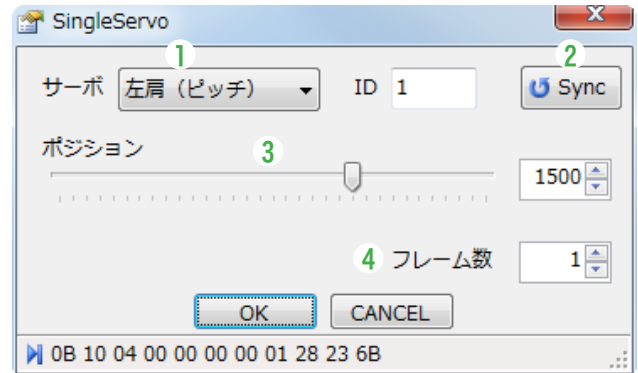 SingleServo
1 2
サーボ 左肩（ピッチ） ID 1 Sync
ポジション 3
1500
4 フレーム数 1
OK CANCEL
0B 10 04 00 00 00 00 01 28 23 6B